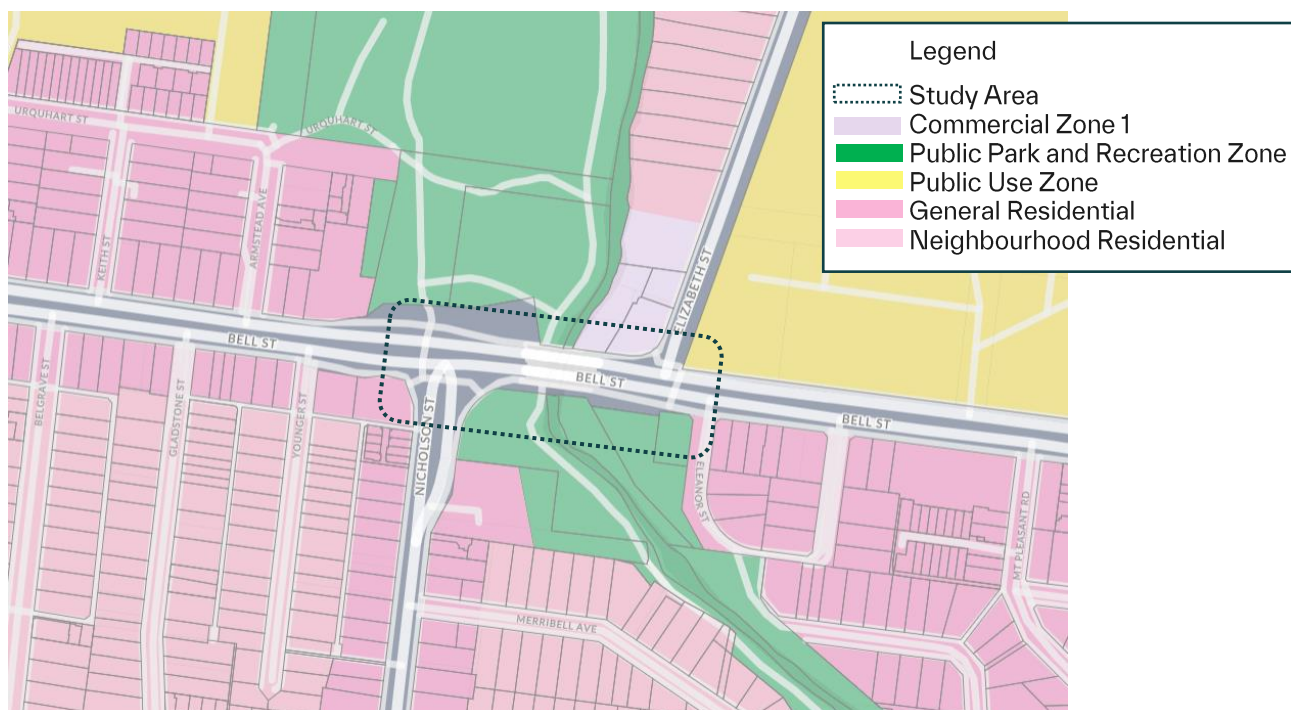 Legend
Study Area
Commercial Zone 1
Public Park and Recreation Zone
Public Use Zone
General Residential
Neighbourhood Residential
URQUHART ST
URQUHART ST
KEITH ST
ARMSTEAD AVE
ELIZABETH ST
BELL ST
BELL ST
BELL ST
BELGRAVE ST
GLADSTONE ST
YOUNGER ST
NICHOLSON ST
ELEANOR ST
MT PLEASANT RD
MERRIBELL AVE